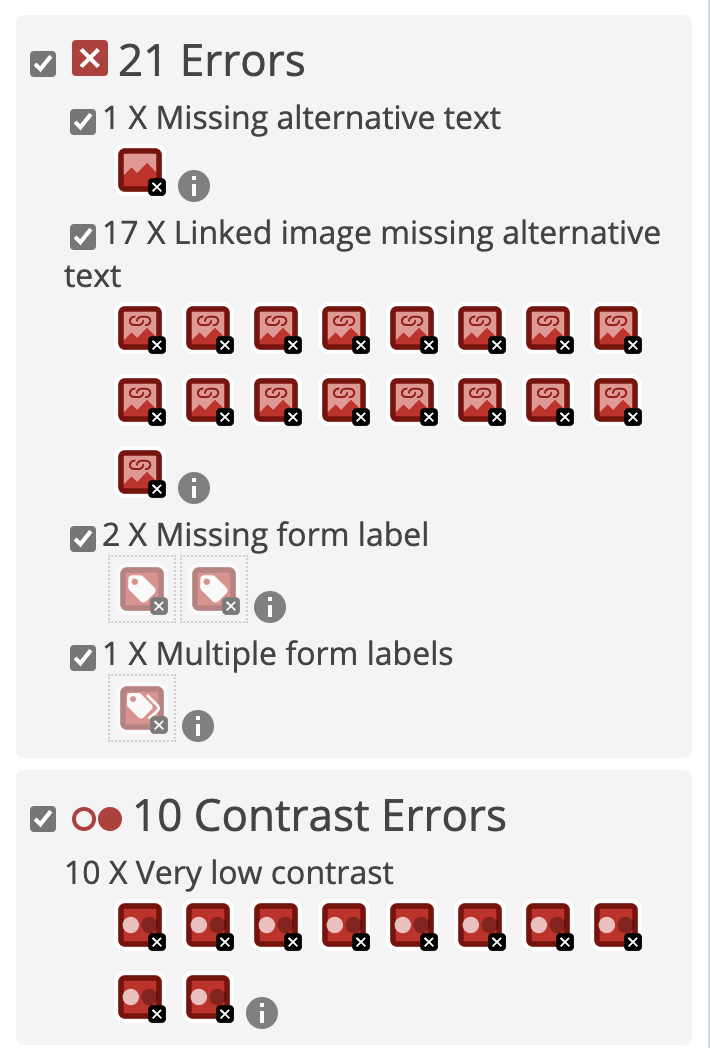 21 Errors
1 X Missing alternative text
17 X Linked image missing alternative
text
2 X Missing form label
1 X Multiple form labels
10 Contrast Errors
10 X Very low contrast